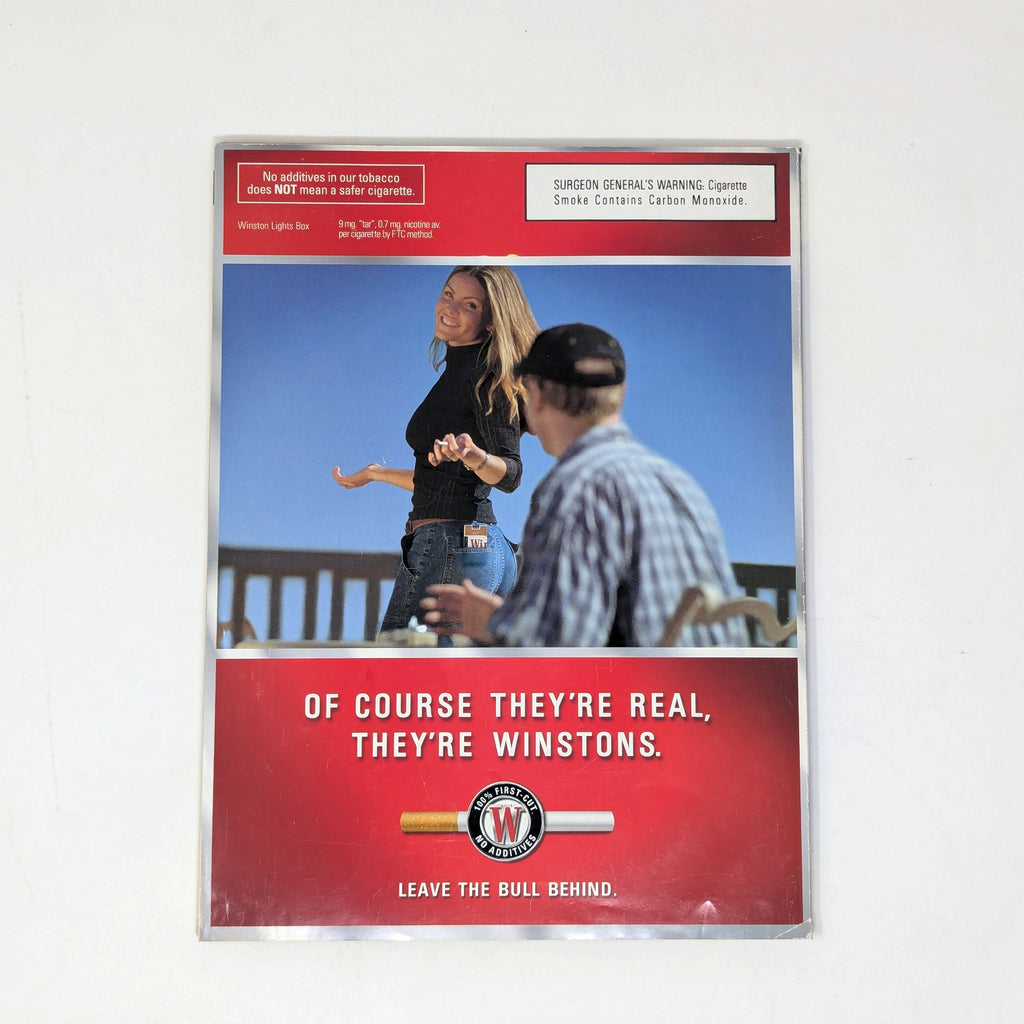 No additives in our tobacco
does NOT mean a safer cigarette.
SURGEON GENERAL'S WARNING: Cigarette
Smoke Contains Carbon Monoxide.
Winston Lights Box
9 mg. "tar", 0.7 mg. nicotine av.
per cigarette by FTC method.
Wi
OF COURSE THEY'RE REAL,
THEY'RE WINSTONS.
100% FIRST-CUT
W
NO ADDITIVES
LEAVE THE BULL BEHIND.